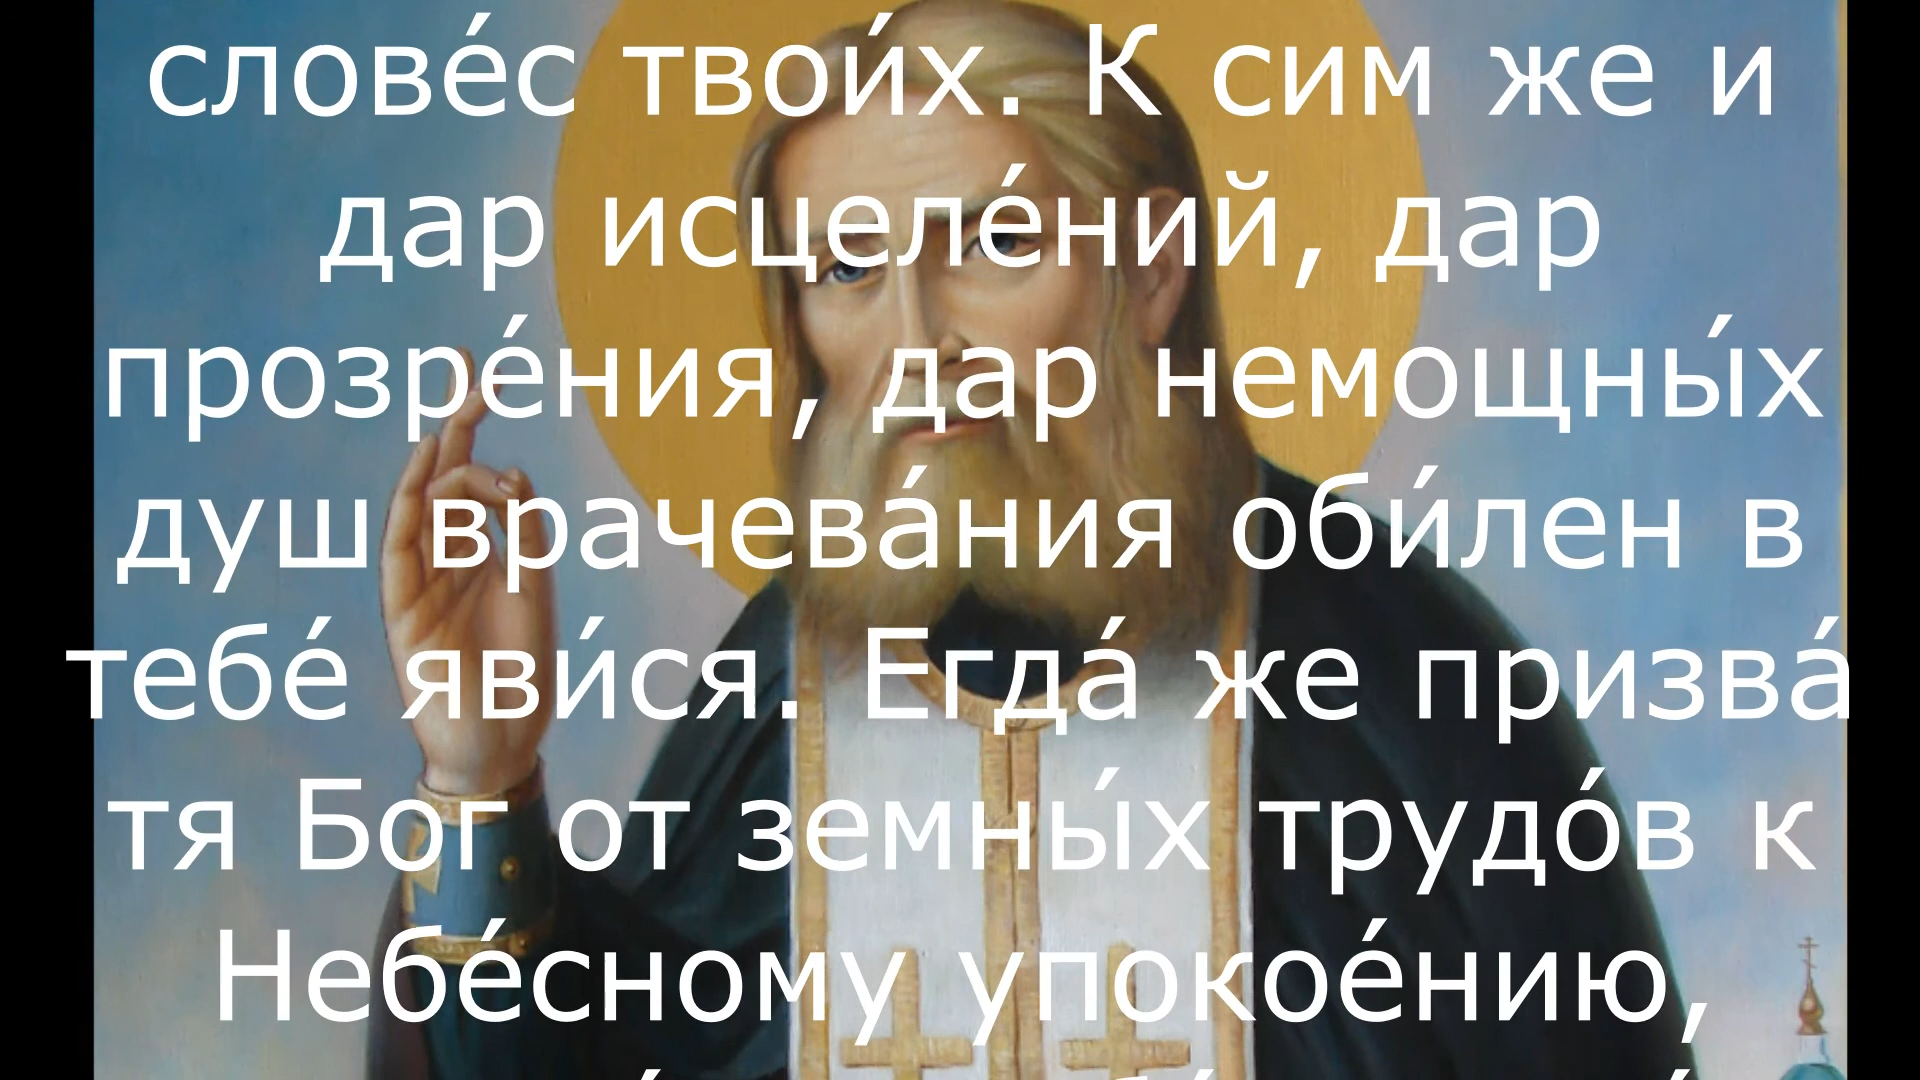 слове́с твои́х. К сим же и
дар исцеле́ний, дар
прозре́ния, дар немощны́х
душ врачева́ния оби́лен в
тебе́ яви́ся. Егда́ же призва́
тя Бог от земны́х трудо́в к
Небе́сному упокое́нию,